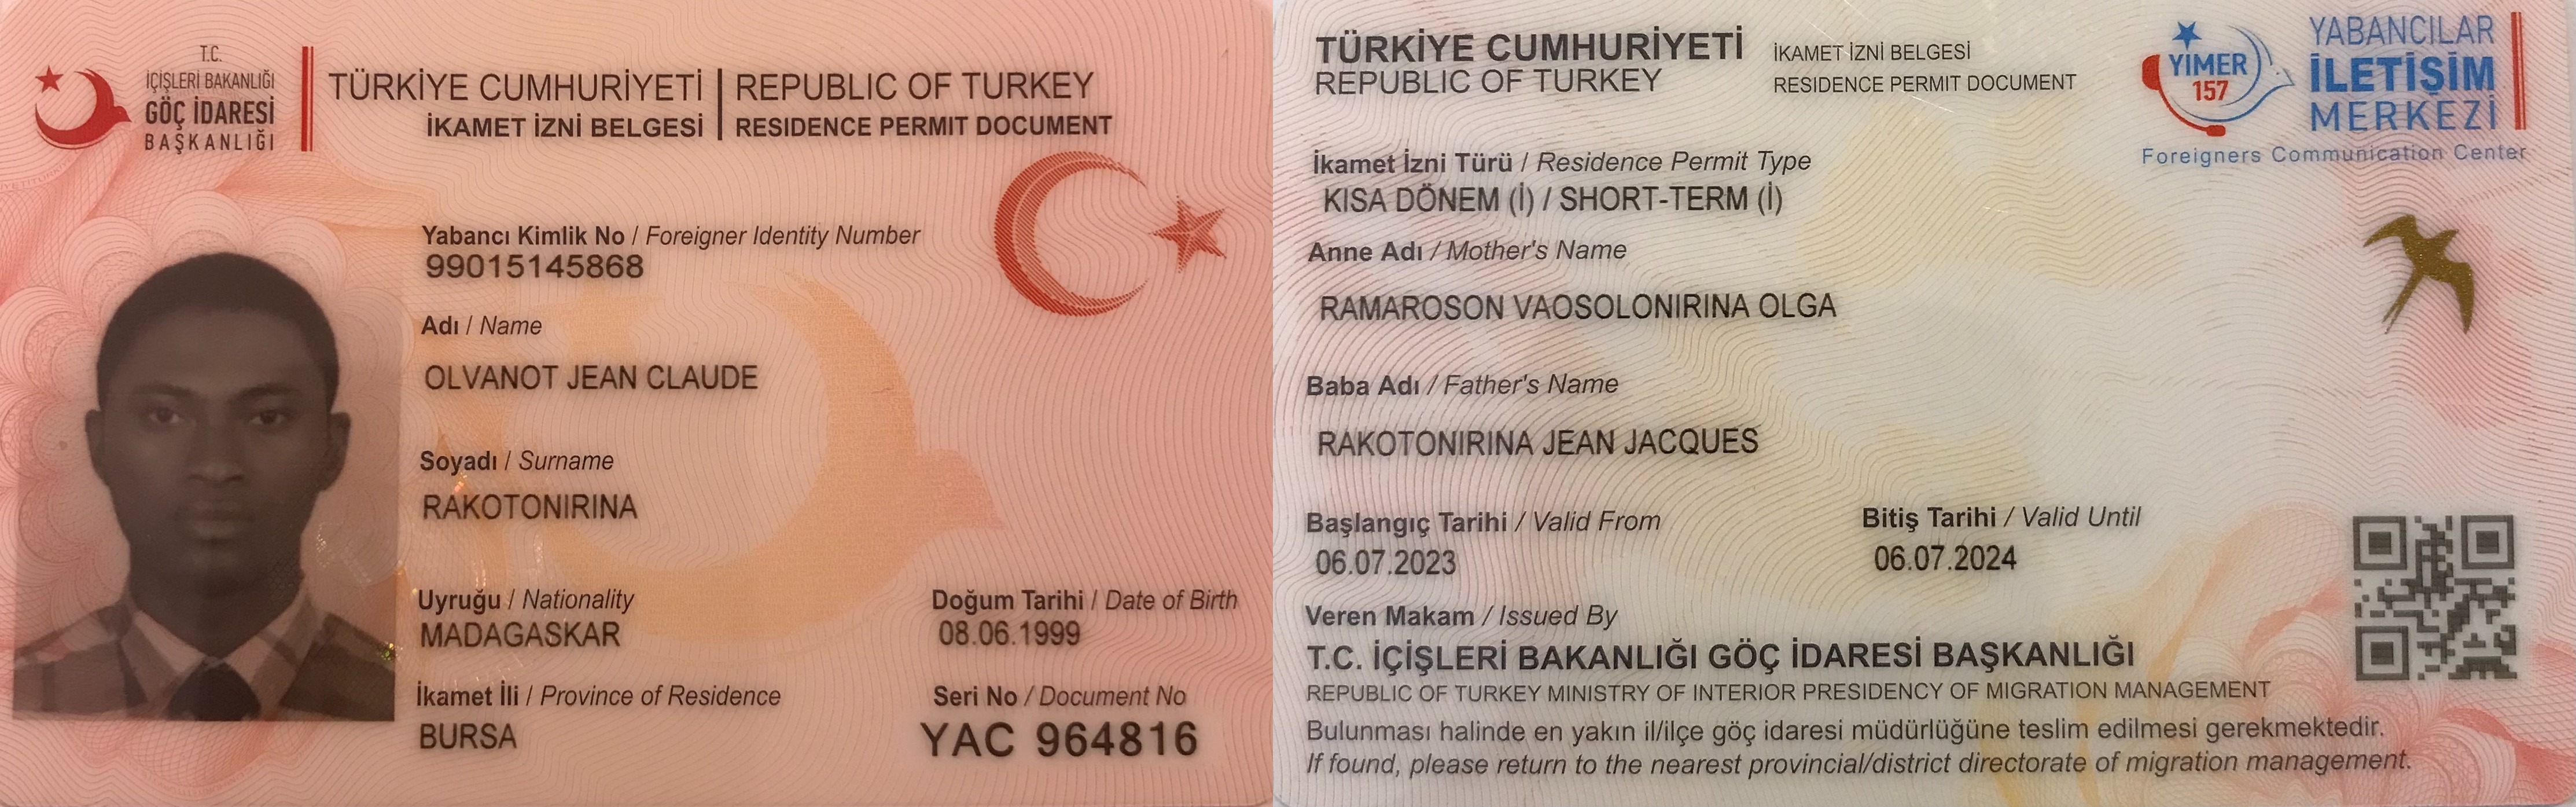 T.C.
İÇİŞLERİ BAKANLIĞI
GÖÇ İDARESİ
BAŞKANLIĞI
TÜRKİYE CUMHURİYETİ | REPUBLIC OF TURKEY
İKAMET İZNİ BELGESİ | RESIDENCE PERMIT DOCUMENT
Yabancı Kimlik No / Foreigner Identity Number
99015145868
Adı / Name
OLVANOT JEAN CLAUDE
Soyadı / Surname
RAKOTONIRINA
Uyruğu / Nationality
MADAGASKAR
Doğum Tarihi / Date of Birth
08.06.1999
İkamet İli / Province of Residence
BURSA
Seri No / Document No
YAC 964816
TÜRKİYE CUMHURİYETİ
REPUBLIC OF TURKEY
İKAMET İZNİ BELGESİ
RESIDENCE PERMIT DOCUMENT
YİMER
157
YABANCILAR
İLETİŞİM
MERKEZİ
Foreigners Communication Center
İkamet İzni Türü / Residence Permit Type
KISA DÖNEM (İ) / SHORT-TERM (İ)
Anne Adı / Mother's Name
RAMAROSON VAOSOLONIRINA OLGA
Baba Adı / Father's Name
RAKOTONIRINA JEAN JACQUES
Başlangıç Tarihi / Valid From
06.07.2023
Bitiş Tarihi / Valid Until
06.07.2024
Veren Makam / Issued By
T.C. İÇİŞLERİ BAKANLIĞI GÖÇ İDARESİ BAŞKANLIĞI
REPUBLIC OF TURKEY MINISTRY OF INTERIOR PRESIDENCY OF MIGRATION MANAGEMENT
Bulunması halinde en yakın il/ilçe göç idaresi müdürlüğüne teslim edilmesi gerekmektedir.
If found, please return to the nearest provincial/district directorate of migration management.